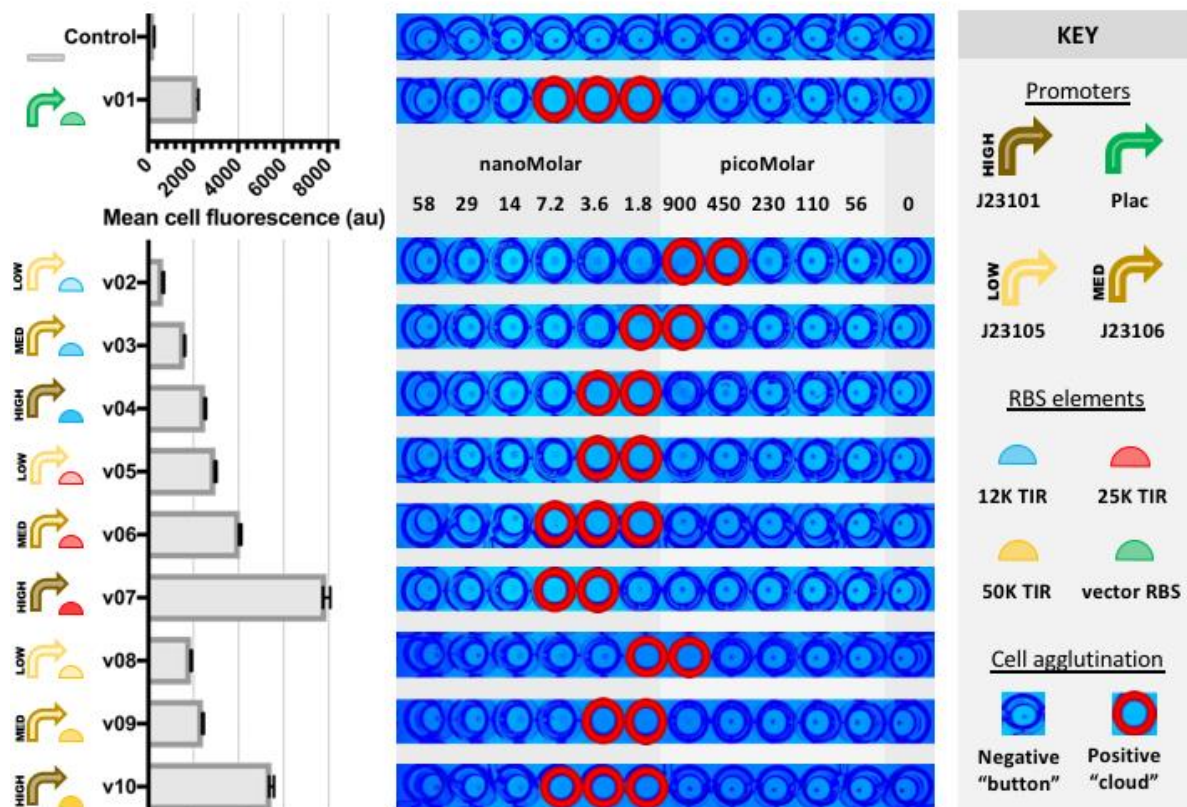 Control
v01
0 2000 4000 6000 8000
Mean cell fluorescence (au)
nanoMolar picoMolar
58 29 14 7.2 3.6 1.8 900 450 230 110 56 0
LOW v02
MED v03
HIGH v04
LOW v05
MED v06
HIGH v07
LOW v08
MED v09
HIGH v10
KEY
Promoters
HIGH
J23101 Plac
LOW MED
J23105 J23106
RBS elements
12K TIR 25K TIR
50K TIR vector RBS
Cell agglutination
Negative Positive
“button” “cloud”